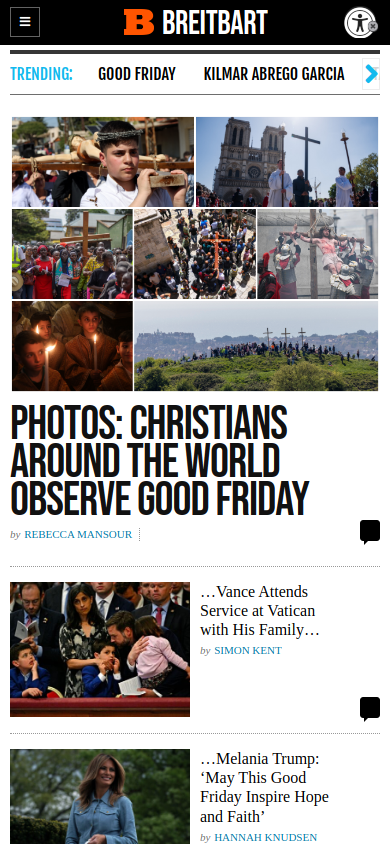 BREITBART
TRENDING:
GOOD FRIDAY
KILMAR ABREGO GARCIA
PHOTOS: CHRISTIANS
AROUND THE WORLD
OBSERVE GOOD FRIDAY
by REBECCA MANSOUR
…Vance Attends
Service at Vatican
with His Family…
by SIMON KENT
…Melania Trump:
‘May This Good
Friday Inspire Hope
and Faith’
by HANNAH KNUDSEN